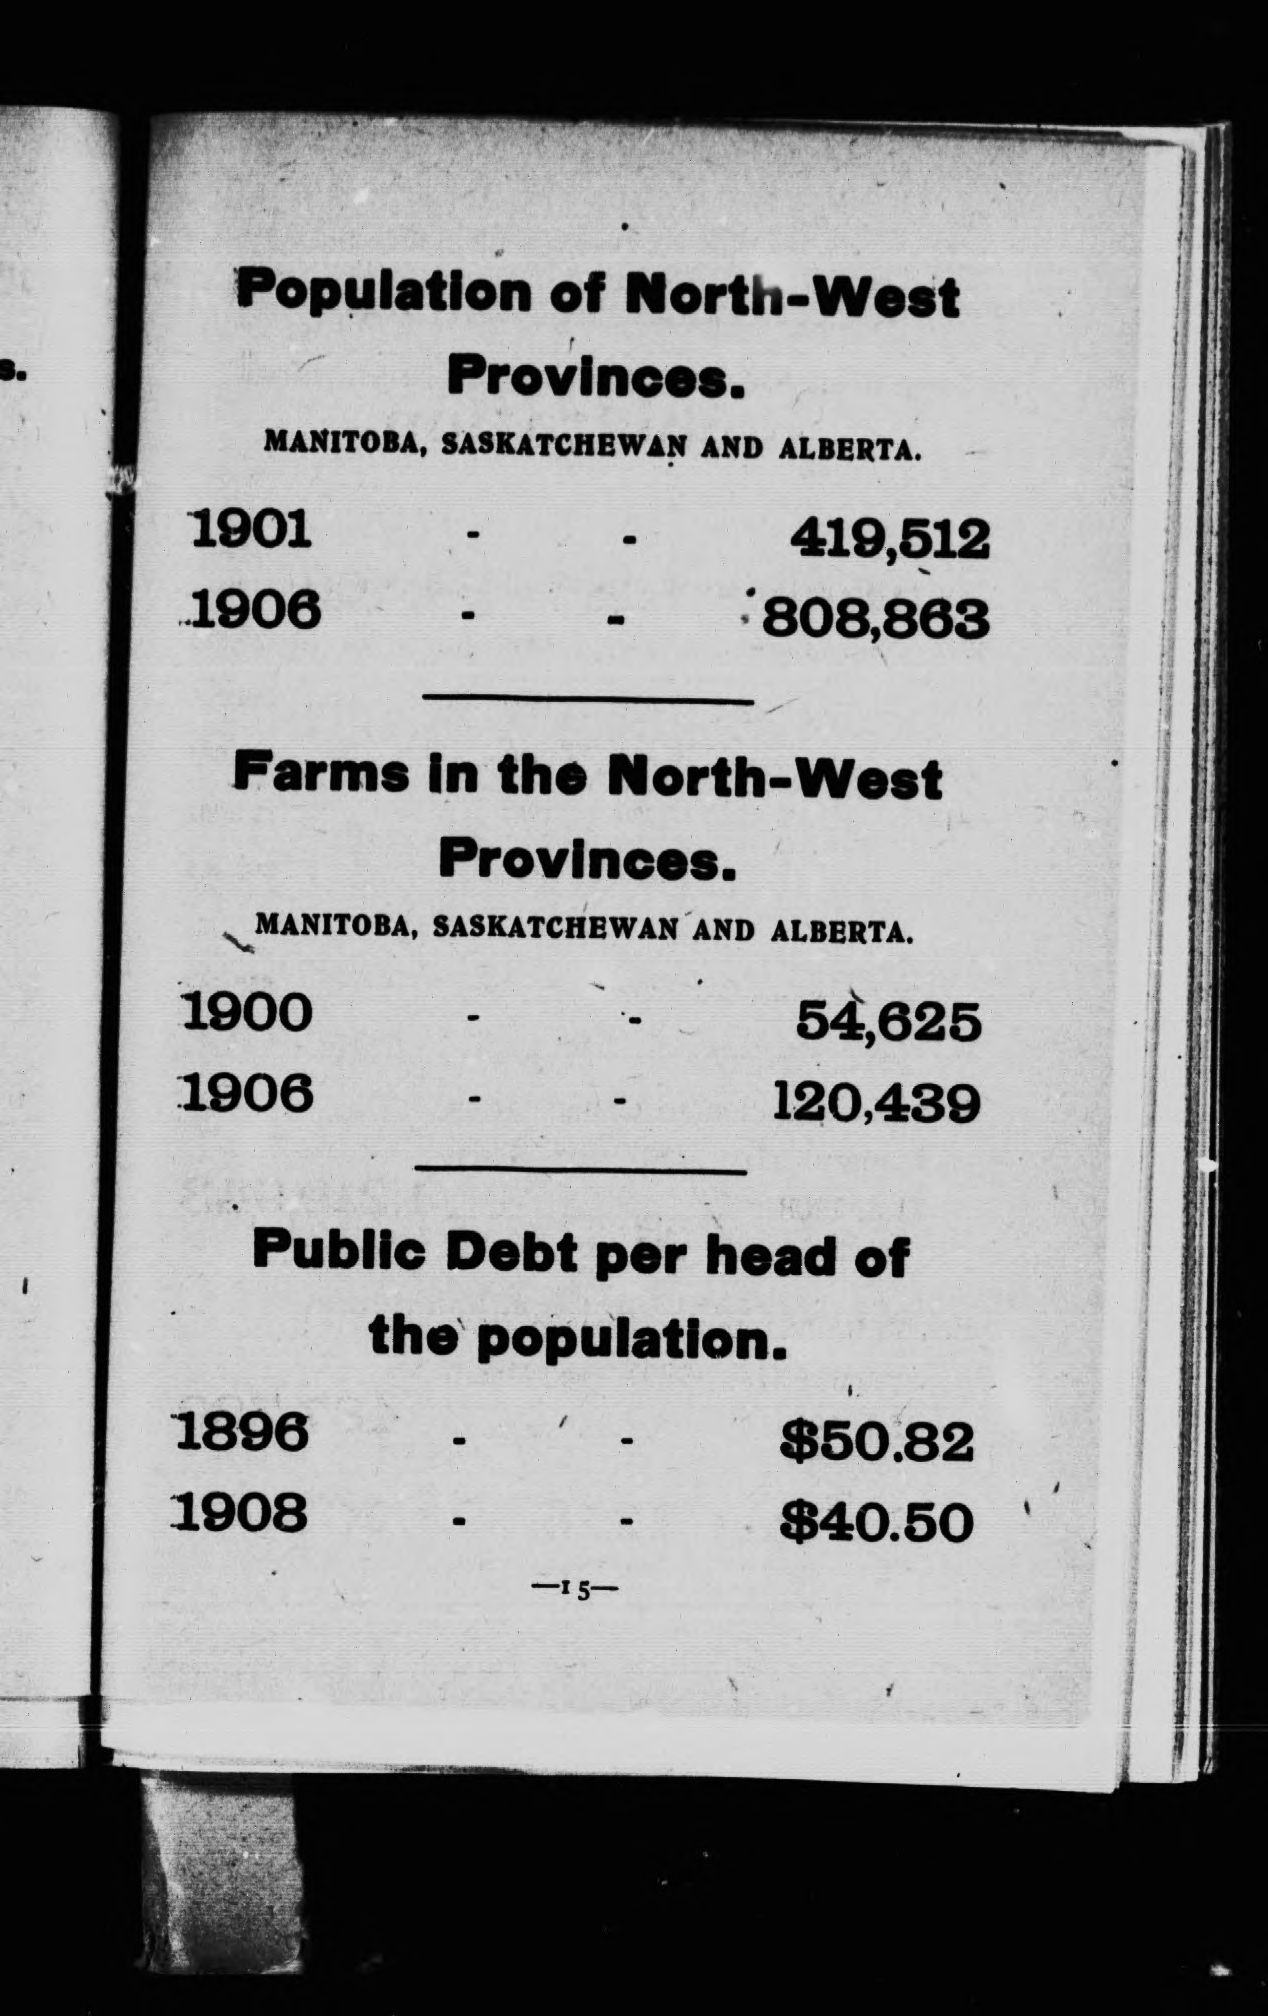 s.
Population of North-West
Provinces.
MANITOBA, SASKATCHEWAN AND ALBERTA.
1901 - - 419,512
1906 - - 808,863
Farms in the North-West
Provinces.
MANITOBA, SASKATCHEWAN AND ALBERTA.
1900 - - 54,625
1906 - - 120,439
Public Debt per head of
the population.
1896 - - $50.82
1908 - - $40.50
—15—